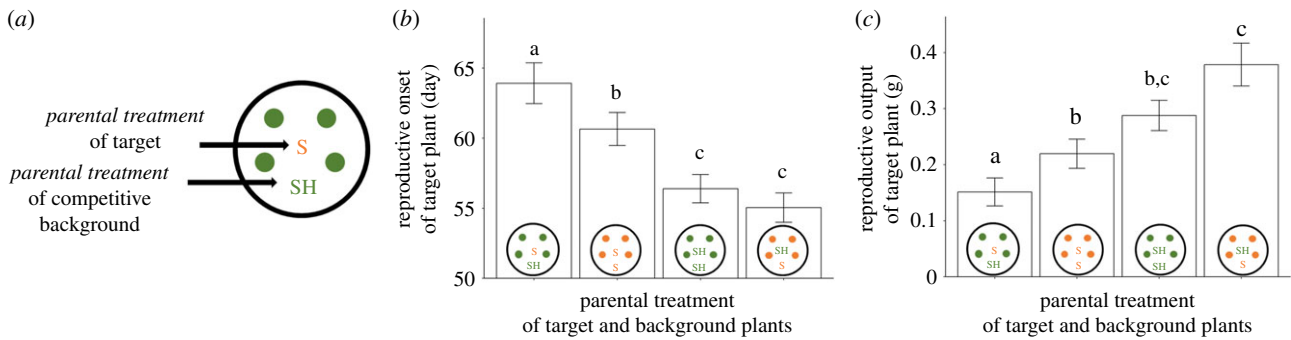 (a)
parental treatment
of target
parental treatment
of competitive
background
S
SH
(b)
reproductive onset
of target plant (day)
65
60
55
50
a
b
c
c
S
SH
S
S
SH
SH
SH
S
parental treatment
of target and background plants
(c)
reproductive output
of target plant (g)
0.4
0.3
0.2
0.1
0
a
b
b,c
c
S
SH
S
S
SH
SH
SH
S
parental treatment
of target and background plants